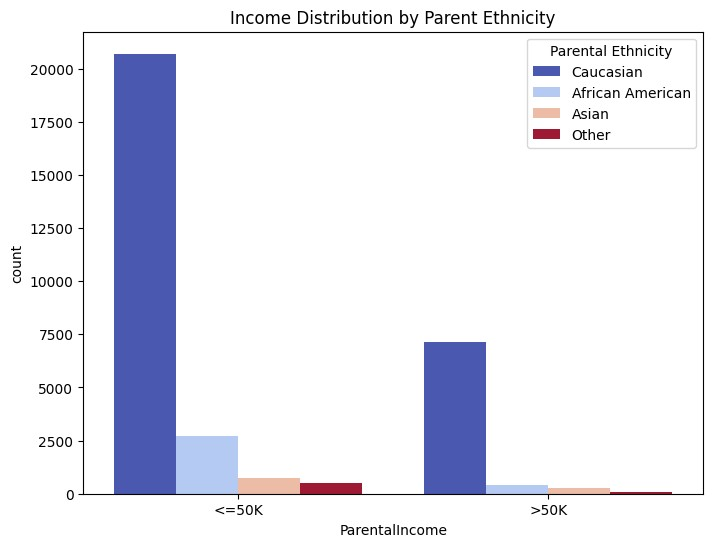 Income Distribution by Parent Ethnicity
Parental Ethnicity
Caucasian
African American
Asian
Other
20000
17500
15000
12500
10000
7500
5000
2500
0
count
<=50K
>50K
ParentalIncome